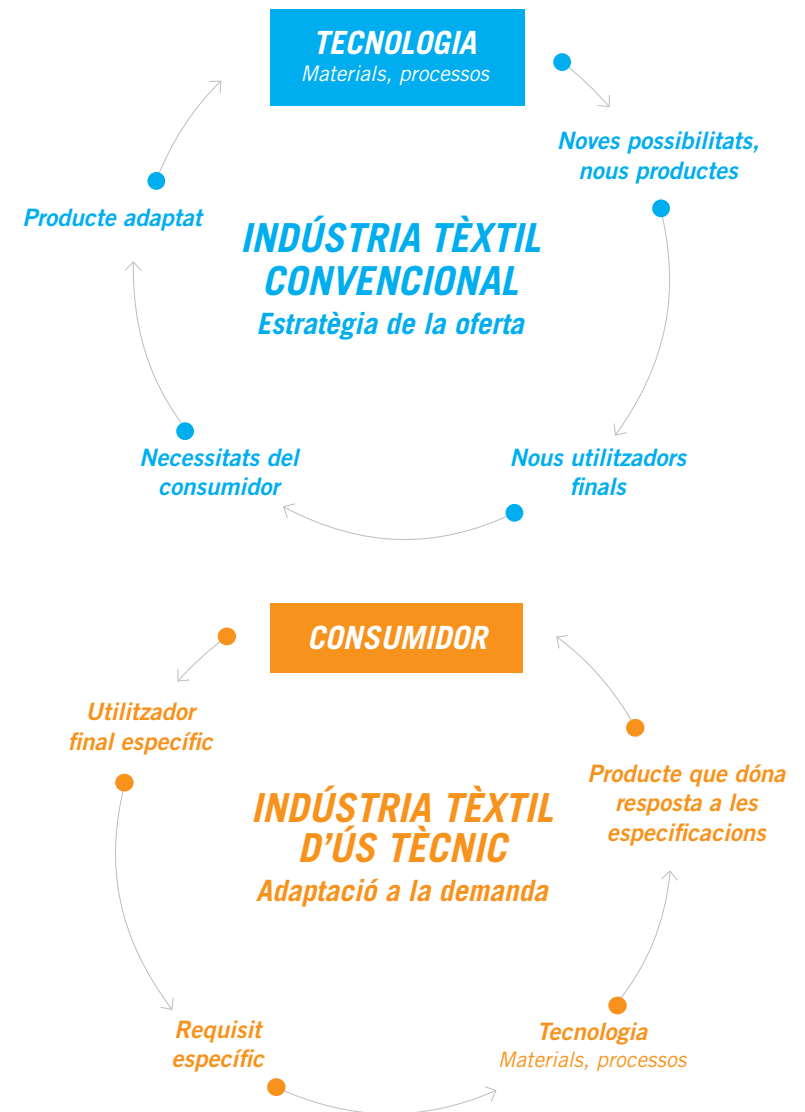 TECNOLOGIA
Materials, processos
Noves possibilitats,
nous productes
Producte adaptat
INDÚSTRIA TÈXTIL
CONVENCIONAL
Estratègia de la oferta
Necessitats del
consumidor
Nous utilitzadors
finals
CONSUMIDOR
Utilitzador
final específic
Producte que dóna
resposta a les
especificacions
INDÚSTRIA TÈXTIL
D'ÚS TÈCNIC
Adaptació a la demanda
Requisit
específic
Tecnologia
Materials, processos